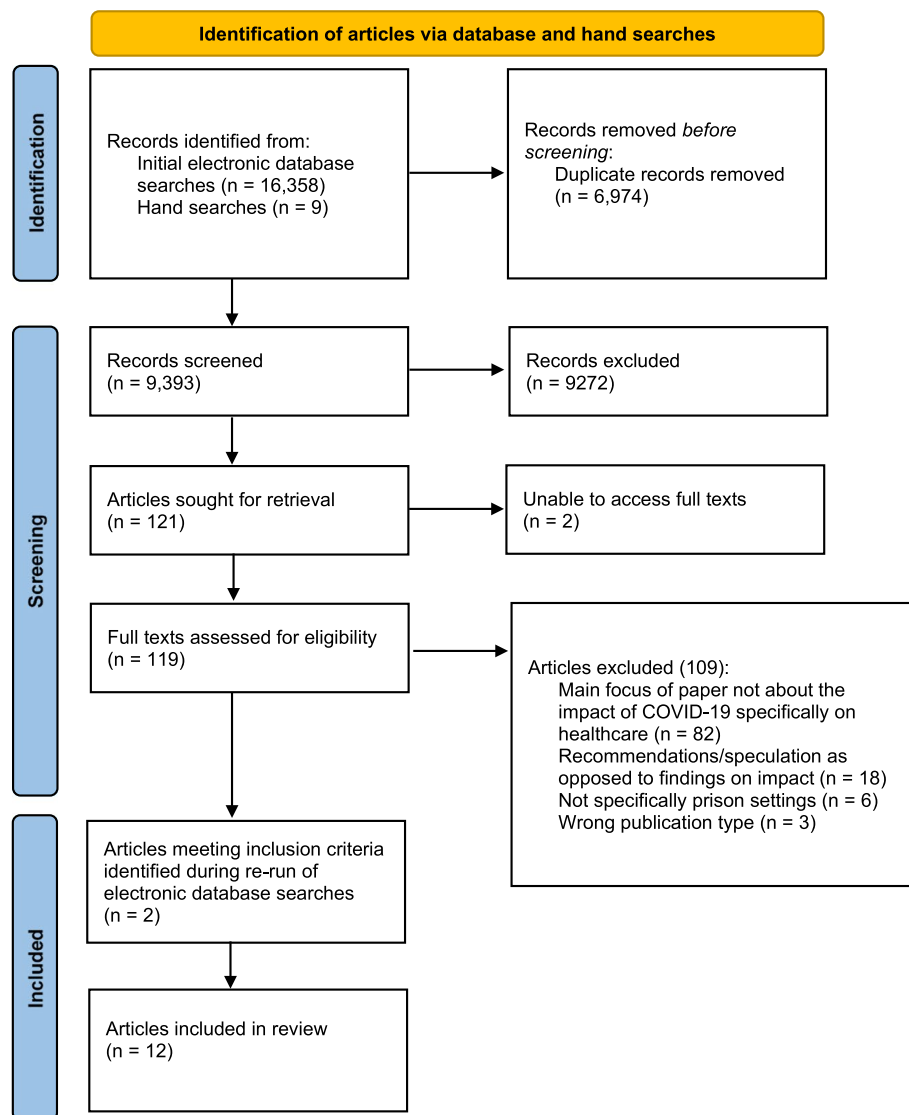 Identification of articles via database and hand searches
Identification
Records identified from:
Initial electronic database
searches (n = 16,358)
Hand searches (n = 9)
Records removed before
screening:
Duplicate records removed
(n = 6,974)
Screening
Records screened
(n = 9,393)
Records excluded
(n = 9272)
Articles sought for retrieval
(n = 121)
Unable to access full texts
(n = 2)
Full texts assessed for eligibility
(n = 119)
Articles excluded (109):
Main focus of paper not about the
impact of COVID-19 specifically on
healthcare (n = 82)
Recommendations/speculation as
opposed to findings on impact (n = 18)
Not specifically prison settings (n = 6)
Wrong publication type (n = 3)
Included
Articles meeting inclusion criteria
identified during re-run of
electronic database searches
(n = 2)
Articles included in review
(n = 12)